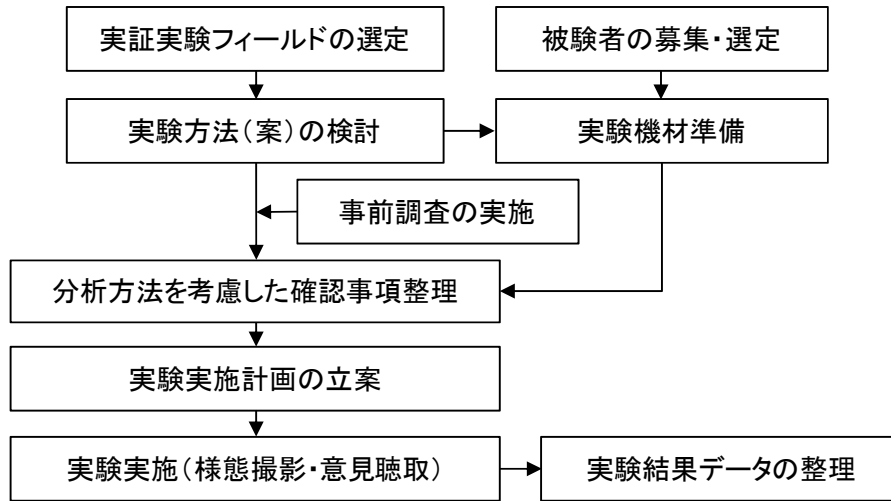 実証実験フィールドの選定
被験者の募集・選定
実験方法（案）の検討
実験機材準備
事前調査の実施
分析方法を考慮した確認事項整理
実験実施計画の立案
実験実施（様態撮影・意見聴取）
実験結果データの整理